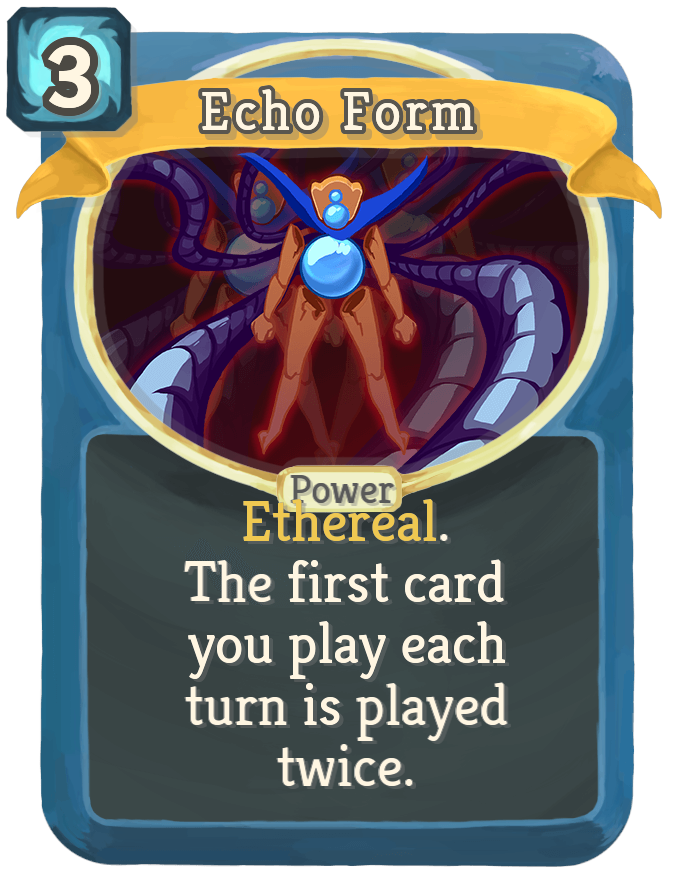 3
Echo Form
Power
Ethereal.
The first card
you play each
turn is played
twice.